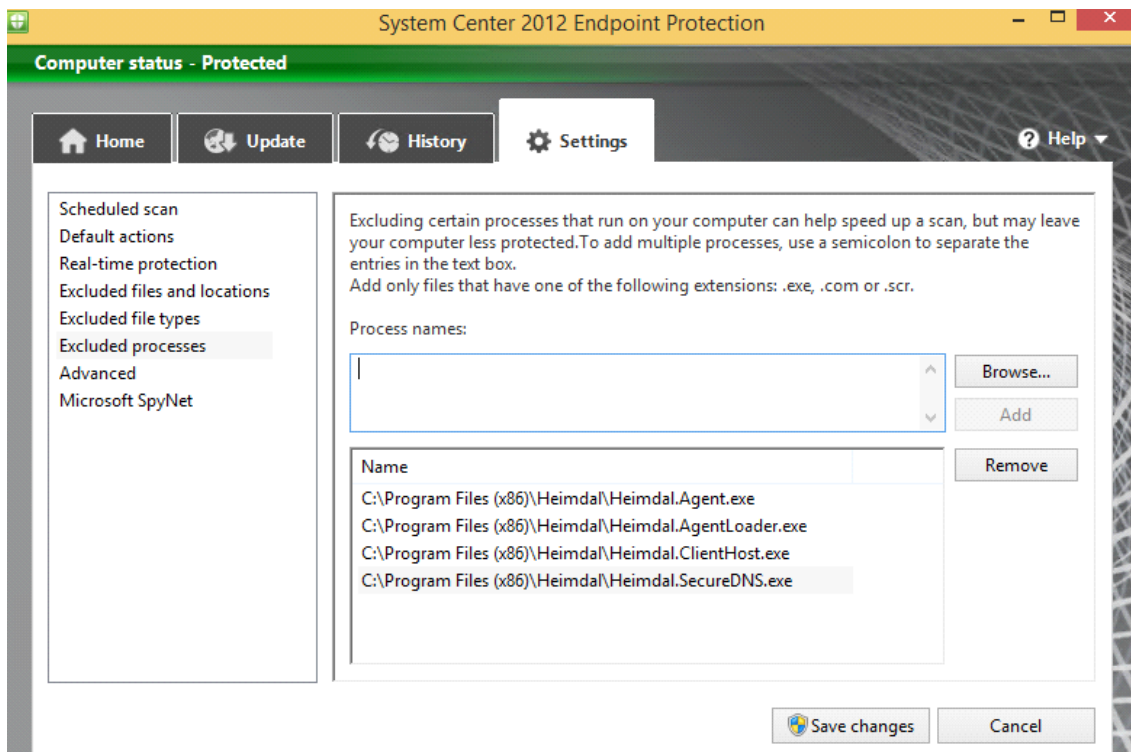 System Center 2012 Endpoint Protection
Computer status - Protected
Home
Update
History
Settings
Help
Scheduled scan
Default actions
Real-time protection
Excluded files and locations
Excluded file types
Excluded processes
Advanced
Microsoft SpyNet
Excluding certain processes that run on your computer can help speed up a scan, but may leave
your computer less protected.To add multiple processes, use a semicolon to separate the
entries in the text box.
Add only files that have one of the following extensions: .exe, .com or .scr.
Process names:
Browse...
Add
Name
Remove
C:\Program Files (x86)\Heimdal\Heimdal.Agent.exe
C:\Program Files (x86)\Heimdal\Heimdal.AgentLoader.exe
C:\Program Files (x86)\Heimdal\Heimdal.ClientHost.exe
C:\Program Files (x86)\Heimdal\Heimdal.SecureDNS.exe
Save changes
Cancel